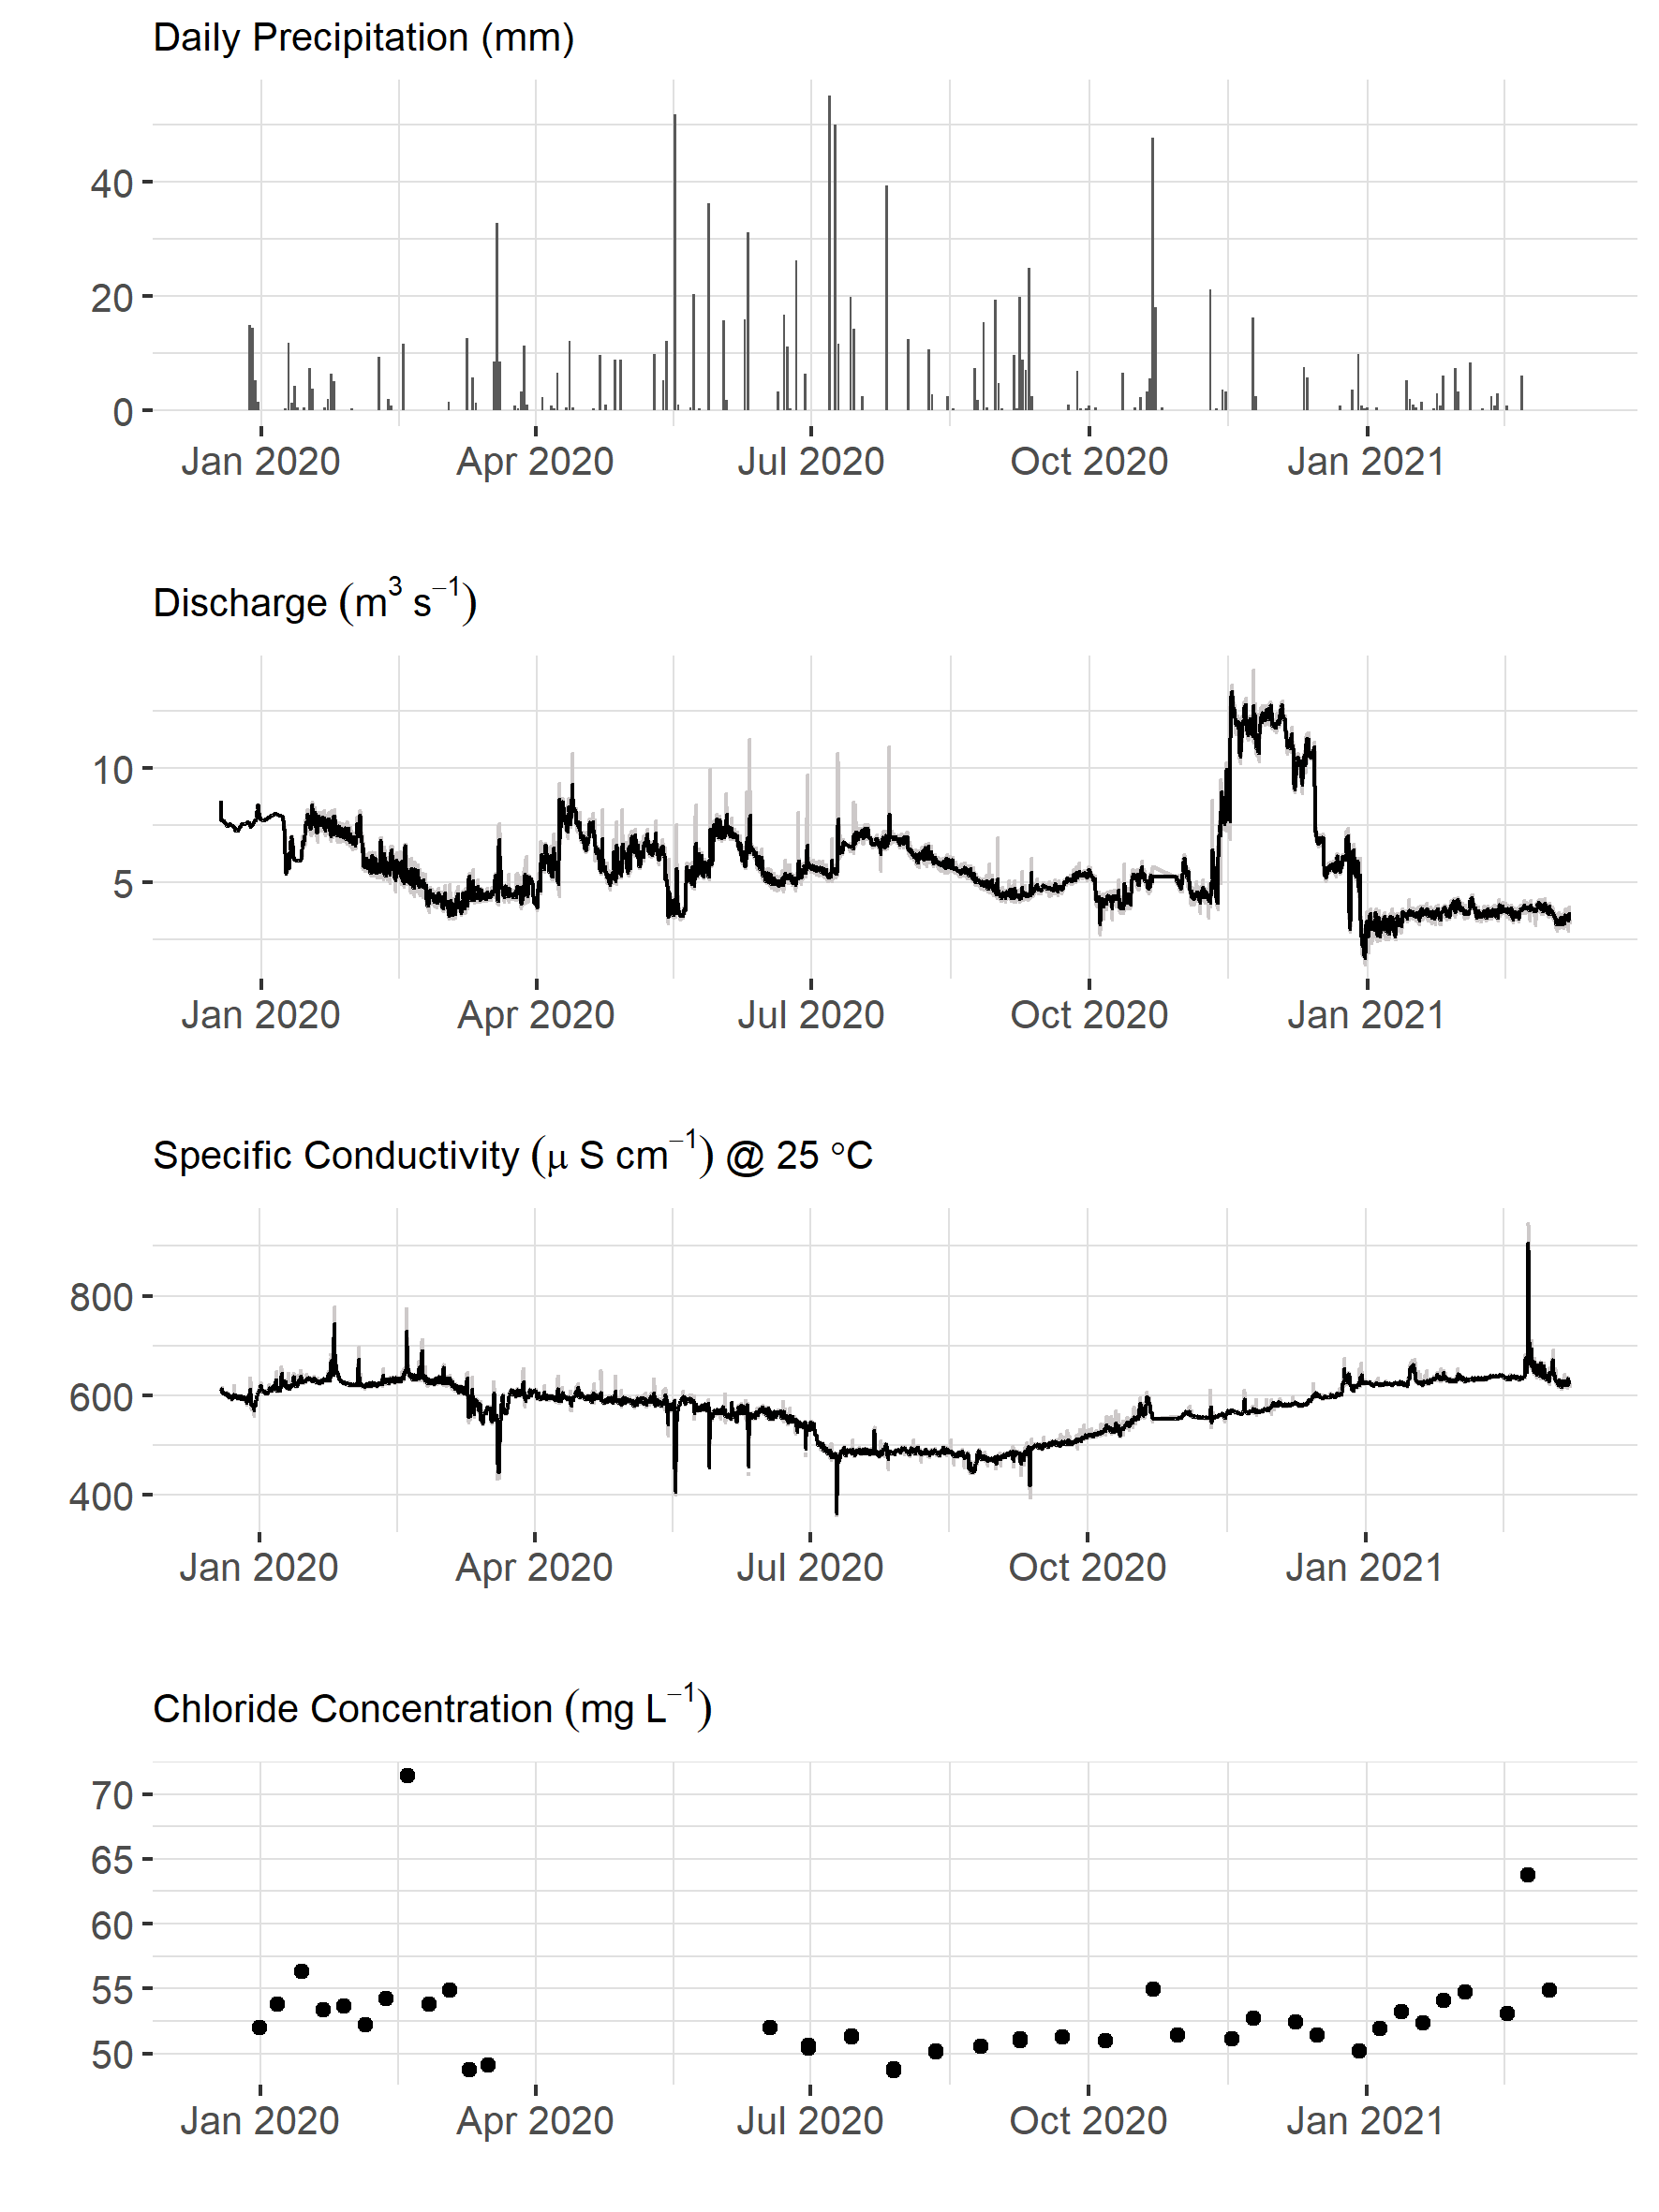 Daily Precipitation (mm)
40
20
0
Jan 2020 Apr 2020 Jul 2020 Oct 2020 Jan 2021
Discharge (m³ s⁻¹)
10
5
Jan 2020 Apr 2020 Jul 2020 Oct 2020 Jan 2021
Specific Conductivity (μ S cm⁻¹) @ 25 °C
800
600
400
Jan 2020 Apr 2020 Jul 2020 Oct 2020 Jan 2021
Chloride Concentration (mg L⁻¹)
70
65
60
55
50
Jan 2020 Apr 2020 Jul 2020 Oct 2020 Jan 2021